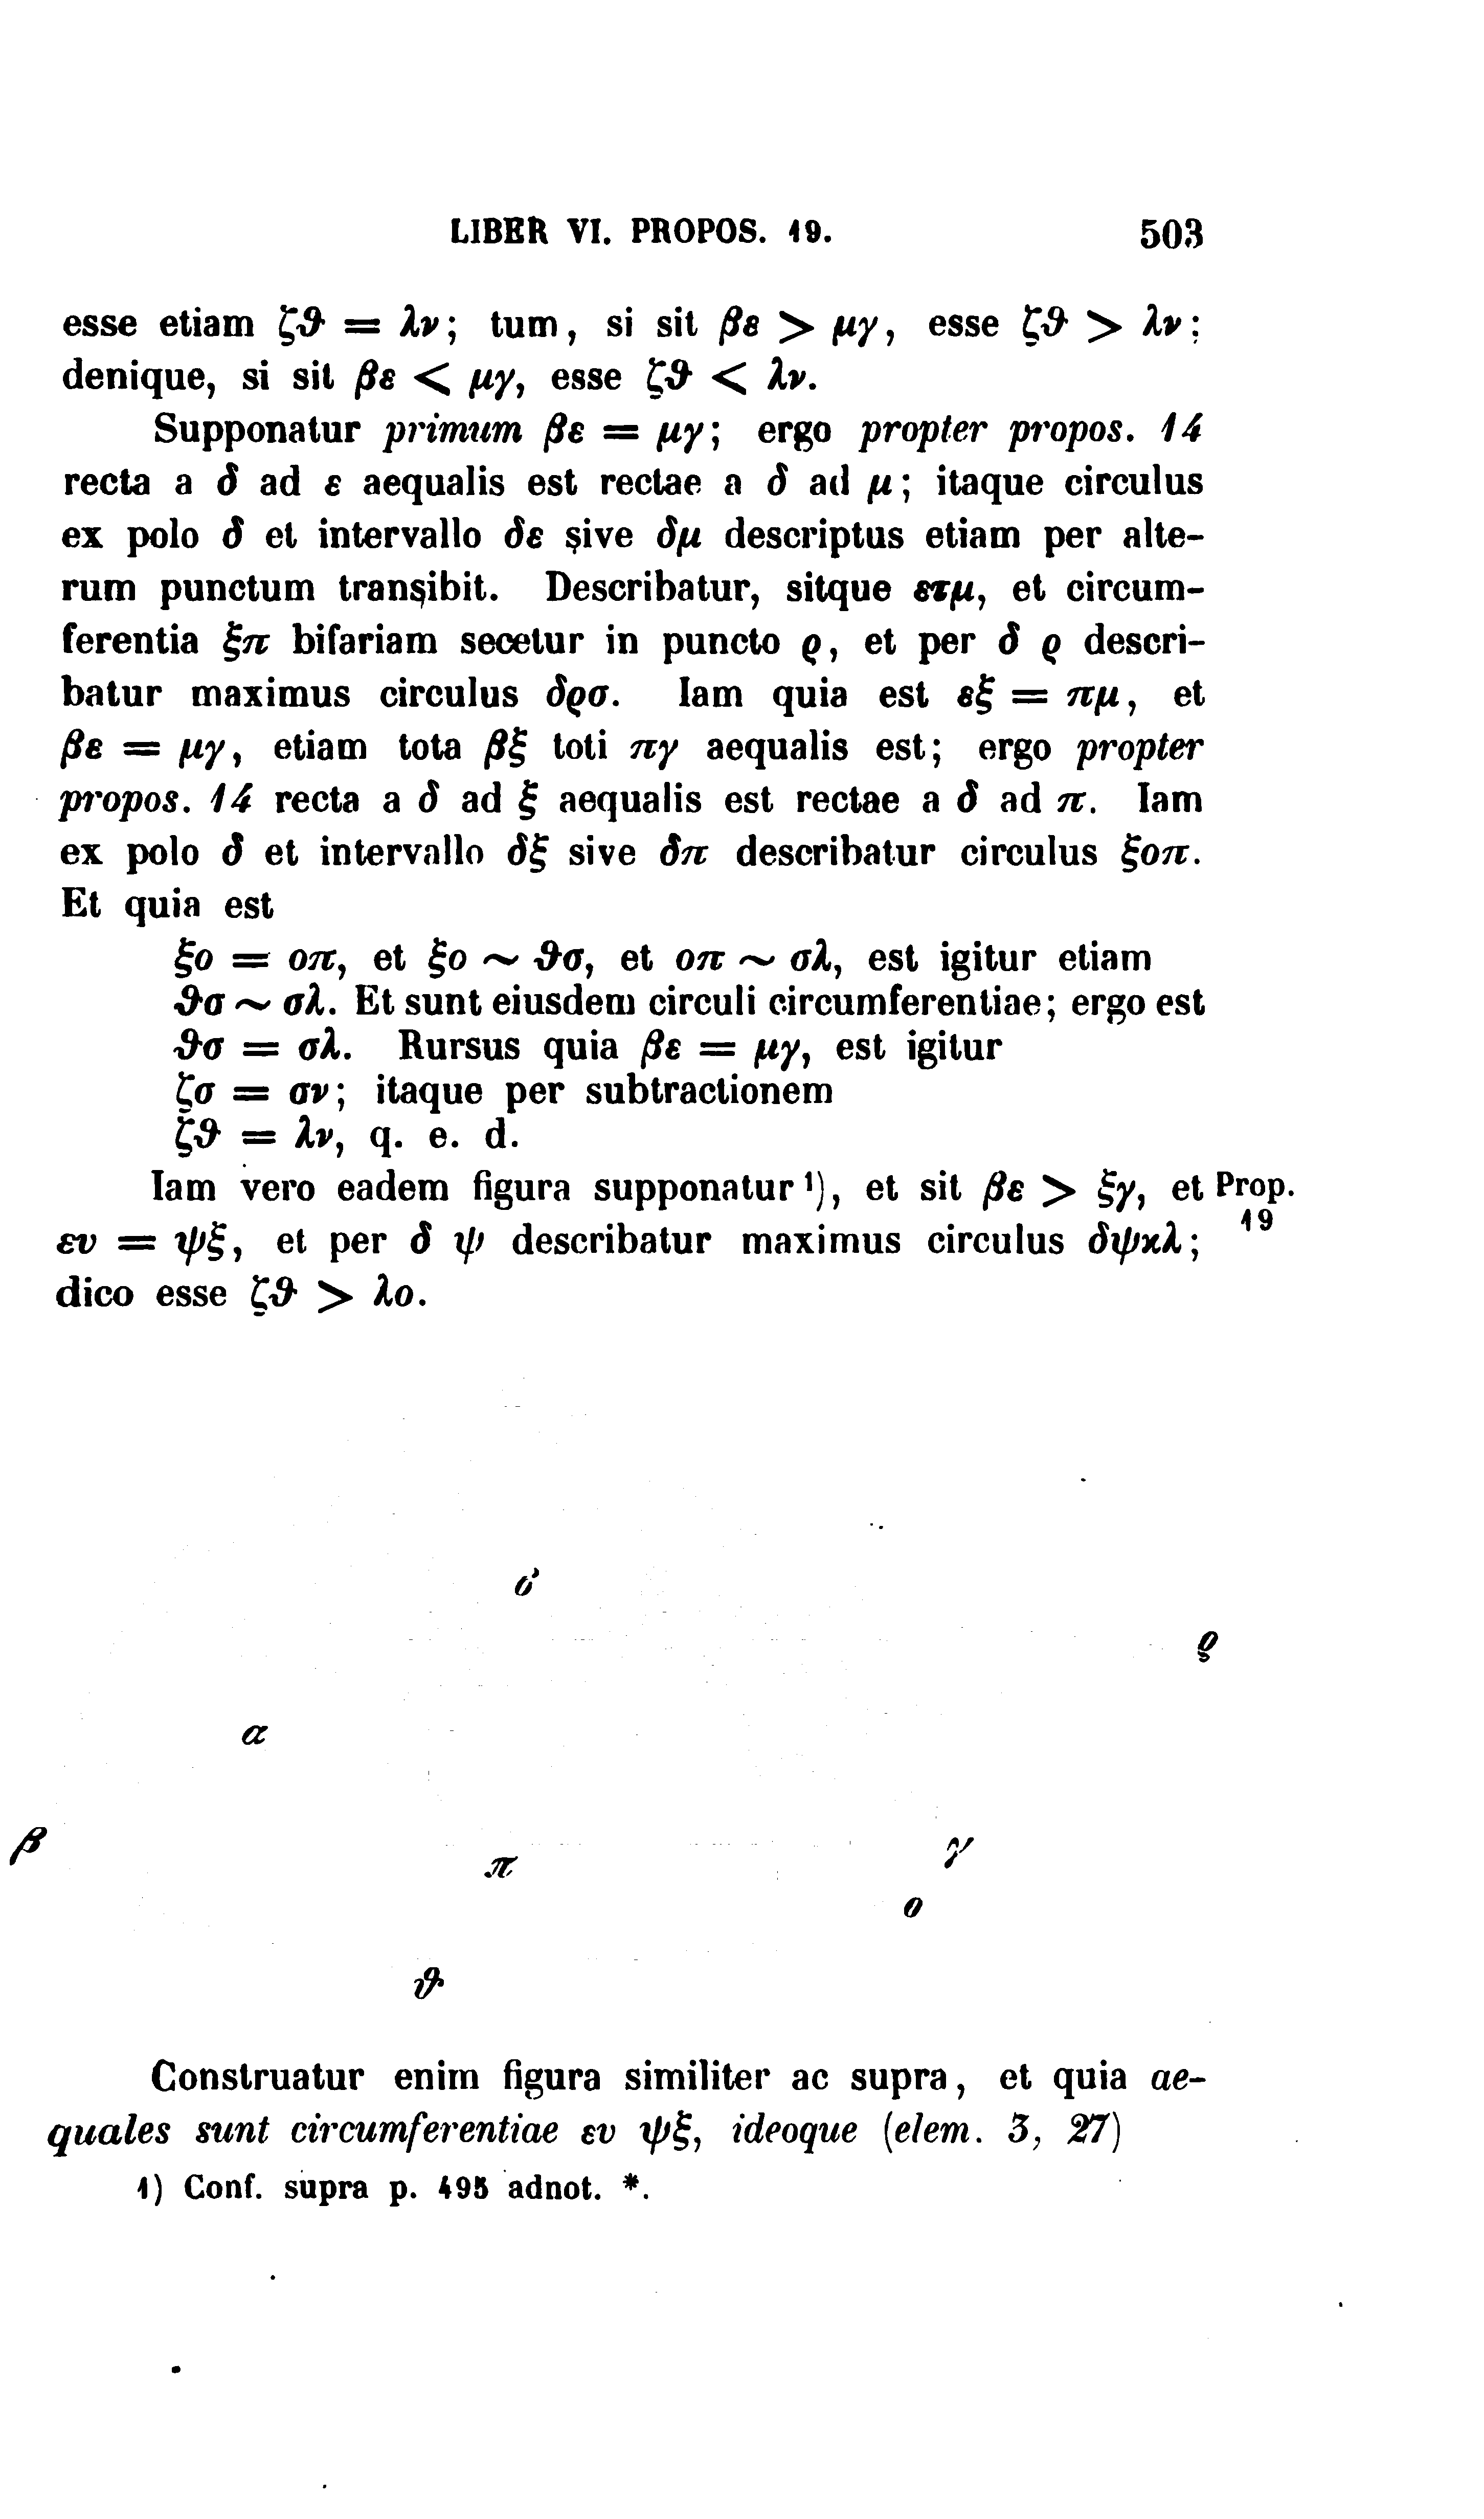 LIBER VI. PROPOS. 19. 503
esse etiam ζϑ = λν; tum, si sit βε > μγ, esse ζϑ > λν;
denique, si sit βε < μγ, esse ζϑ < λν.
Supponatur primum βε = μγ; ergo propter propos. 14
recta a δ ad ε aequalis est rectae a δ ad μ; itaque circulus
ex polo δ et intervallo δε sive δμ descriptus etiam per alte-
rum punctum transibit. Describatur, sitque ετμ, et circum-
ferentia ξπ bifariam secetur in puncto ϱ, et per δ ϱ descri-
batur maximus circulus δϱσ. Iam quia est εξ = πμ, et
βε = μγ, etiam tota βξ toti πγ aequalis est; ergo propter
propos. 14 recta a δ ad ξ aequalis est rectae a δ ad π. Iam
ex polo δ et intervallo δξ sive δπ describatur circulus ξοπ.
Et quia est
ξο = οπ, et ξο ~ ϑσ, et οπ ~ σλ, est igitur etiam
ϑσ ~ σλ. Et sunt eiusdem circuli circumferentiae; ergo est
ϑσ = σλ. Rursus quia βε = μγ, est igitur
ζσ = σν; itaque per subtractionem
ζϑ = λν, q. e. d.
Iam vero eadem figura supponatur¹), et sit βε > ξγ, et Prop.
19
ευ = ψξ, et per δ ψ describatur maximus circulus δψκλ;
dico esse ζϑ > λο.
δ
ϱ
α
β
γ
π
ο
ϑ
Construatur enim figura similiter ac supra, et quia ae-
quales sunt circumferentiae ευ ψξ, ideoque (elem. 3, 27)
1) Conf. supra p. 495 adnot. *.